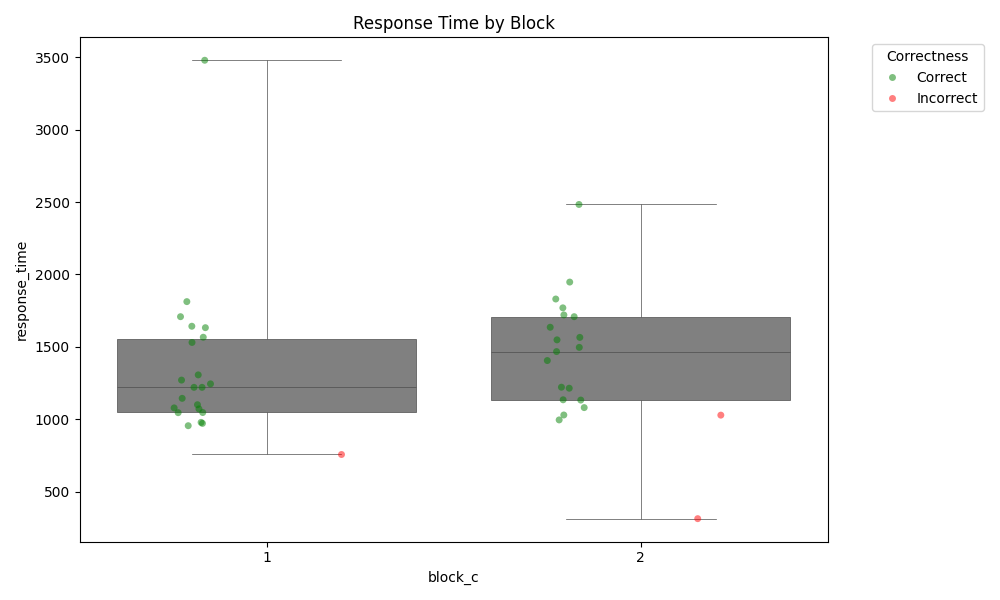 Response Time by Block
Correctness
Correct
Incorrect
3500
3000
2500
2000
1500
1000
500
response_time
1
2
block_c